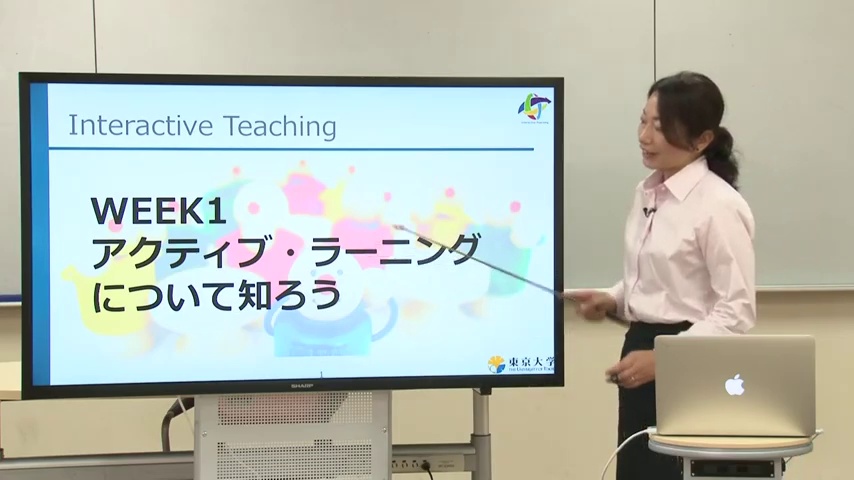 Interactive Teaching
WEEK1
アクティブ・ラーニング
について知ろう
東京大学
SHARP